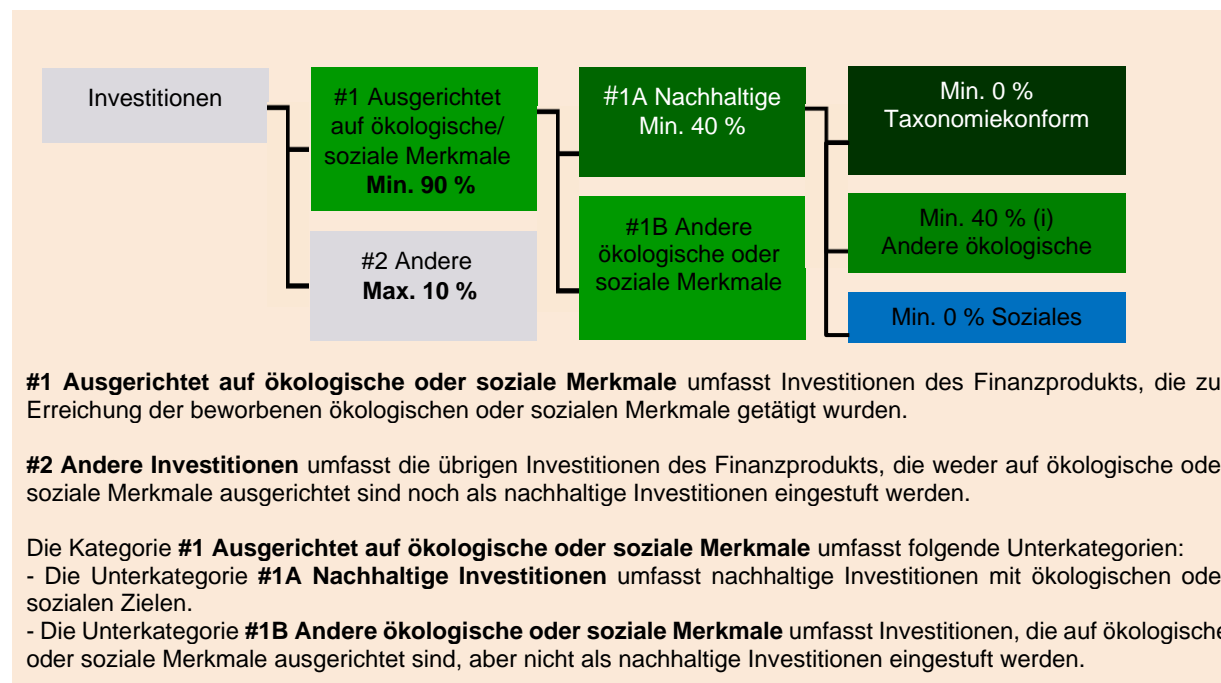 Investitionen
#1 Ausgerichtet
auf ökologische/
soziale Merkmale
Min. 90 %
#2 Andere
Max. 10 %
#1A Nachhaltige
Min. 40 %
#1B Andere
ökologische oder
soziale Merkmale
Min. 0 %
Taxonomiekonform
Min. 40 % (i)
Andere ökologische
Min. 0 % Soziales
#1 Ausgerichtet auf ökologische oder soziale Merkmale umfasst Investitionen des Finanzprodukts, die zu
Erreichung der beworbenen ökologischen oder sozialen Merkmale getätigt wurden.
#2 Andere Investitionen umfasst die übrigen Investitionen des Finanzprodukts, die weder auf ökologische ode
soziale Merkmale ausgerichtet sind noch als nachhaltige Investitionen eingestuft werden.
Die Kategorie #1 Ausgerichtet auf ökologische oder soziale Merkmale umfasst folgende Unterkategorien:
- Die Unterkategorie #1A Nachhaltige Investitionen umfasst nachhaltige Investitionen mit ökologischen ode
sozialen Zielen.
- Die Unterkategorie #1B Andere ökologische oder soziale Merkmale umfasst Investitionen, die auf ökologische
oder soziale Merkmale ausgerichtet sind, aber nicht als nachhaltige Investitionen eingestuft werden.